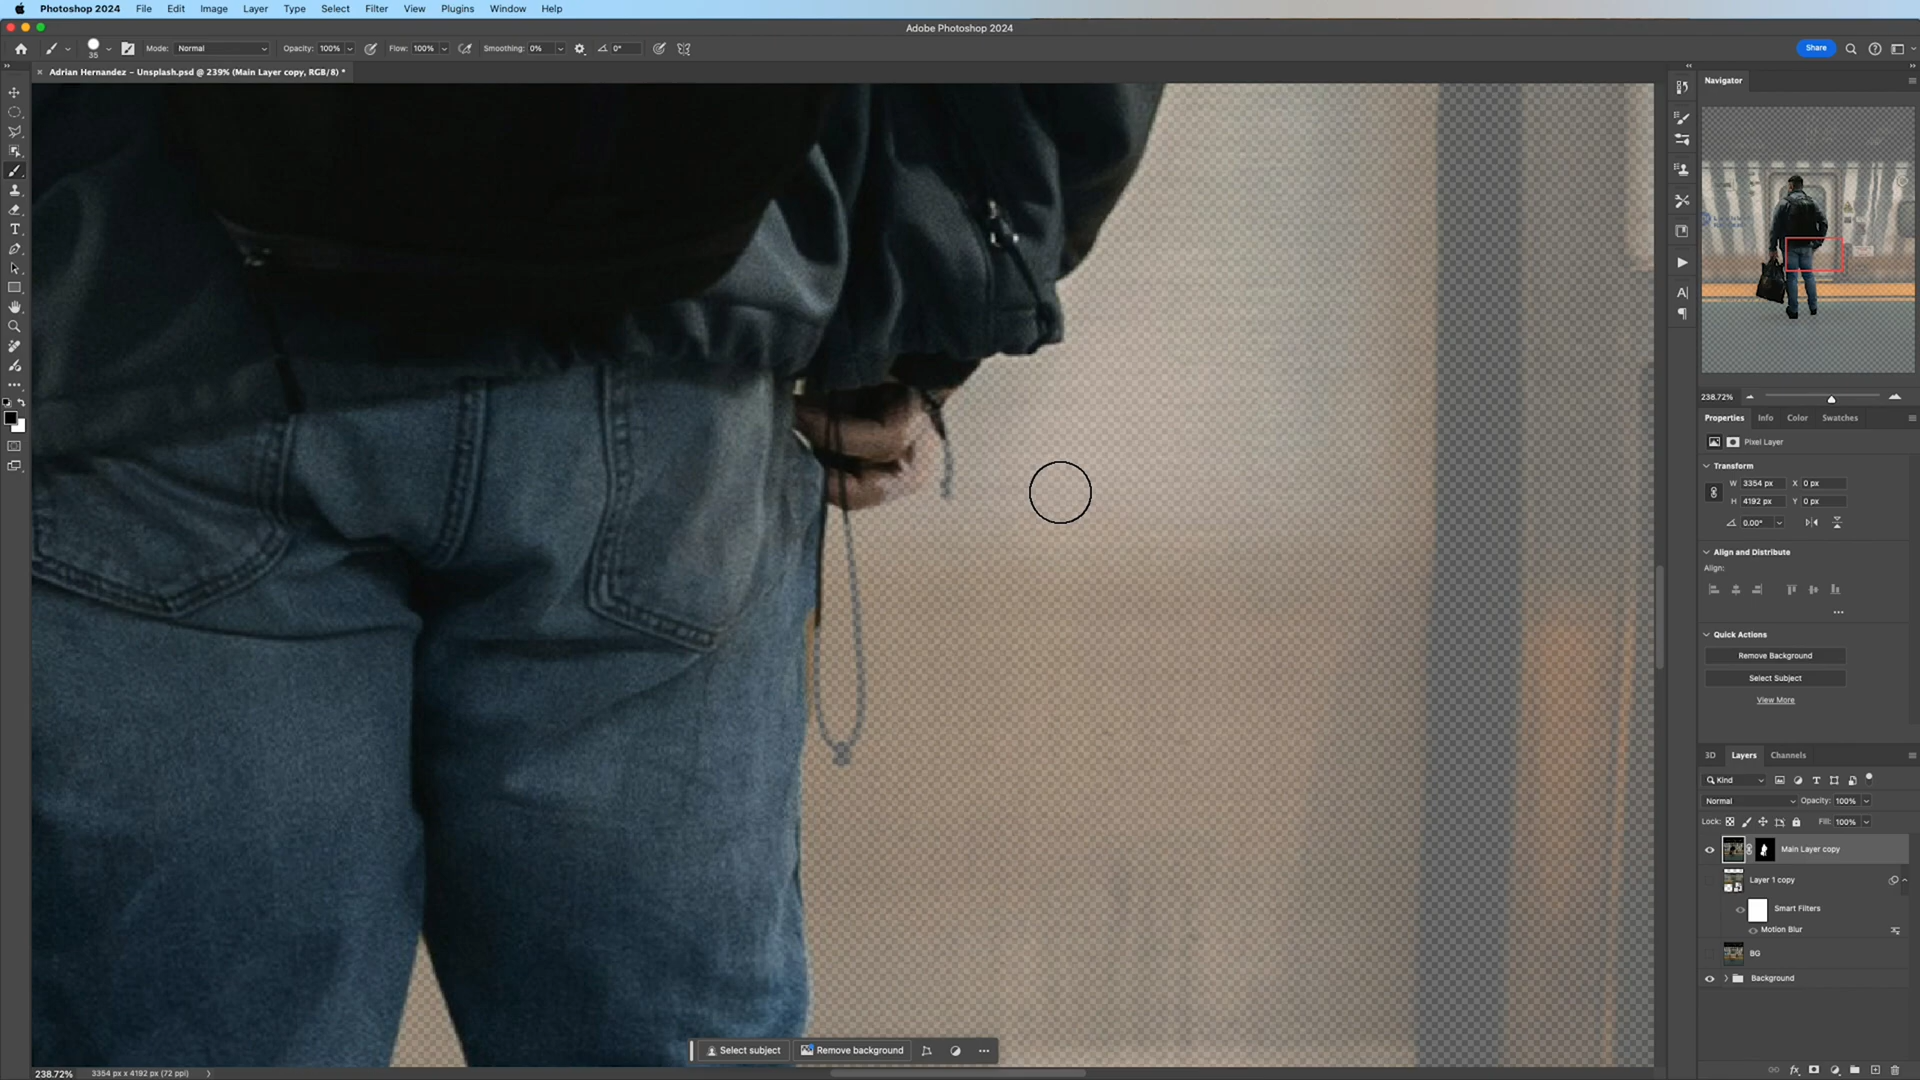 Photoshop 2024 File Edit Image Layer Type Select Filter View Plugins Window Help
Adobe Photoshop 2024
35 Mode: Normal Opacity: 100% Flow: 100% Smoothing: 0% 0° Share
Adrian Hernandez - Unsplash.psd @ 239% (Main Layer copy, RGB/8) *
Navigator
238.72%
Properties Info Color Swatches
Pixel Layer
Transform
W 3354 px X 0 px
H 4192 px Y 0 px
0.00°
Align and Distribute
Align:
Quick Actions
Remove Background
Select Subject
View More
3D Layers Channels
Kind
Normal Opacity: 100%
Lock: Fill: 100%
Main Layer copy
Layer 1 copy
Smart Filters
Motion Blur
BG
Background
Select subject Remove background
238.72% 3354 px x 4192 px (72 ppi)